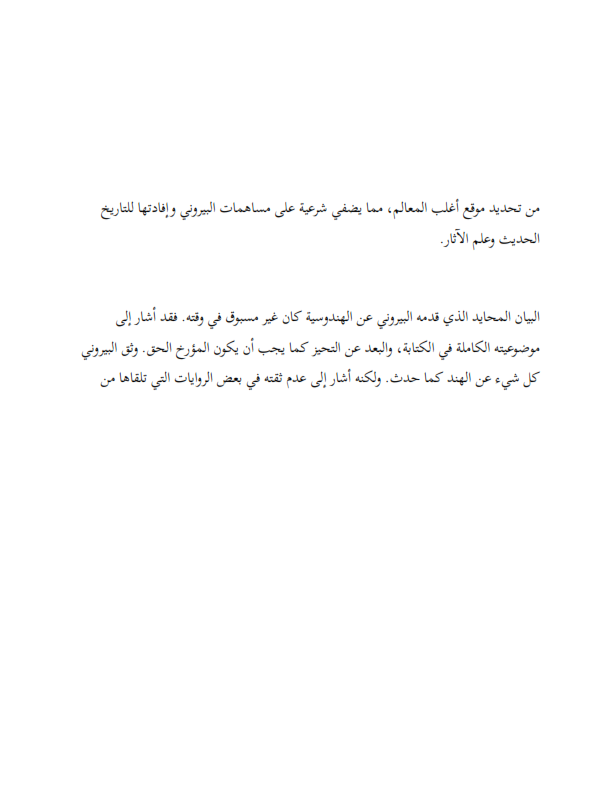 من تحديد موقع أغلب المعالم، مما يضفي شرعية على مساهمات البيروني وإفادتها للتاريخ
الحديث وعلم الآثار.
البيان المحايد الذي قدمه البيروني عن الهندوسية كان غير مسبوق في وقته. فقد أشار إلى
موضوعيته الكاملة في الكتابة، والبعد عن التحيز كما يجب أن يكون المؤرخ الحق. وثق البيروني
كل شيء عن الهند كما حدث. ولكنه أشار إلى عدم ثقته في بعض الروايات التي تلقاها من